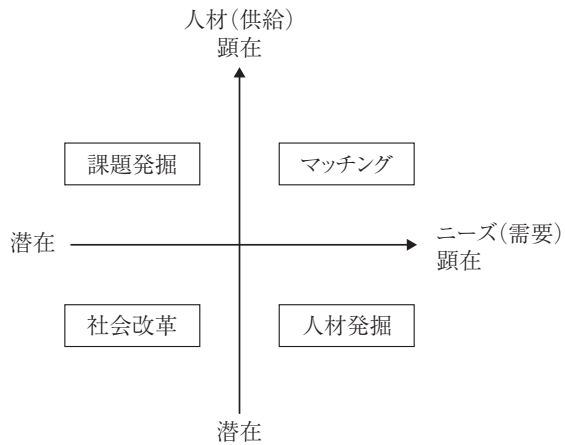 人材（供給）
顕在
課題発掘
マッチング
潜在
ニーズ（需要）
顕在
社会改革
人材発掘
潜在